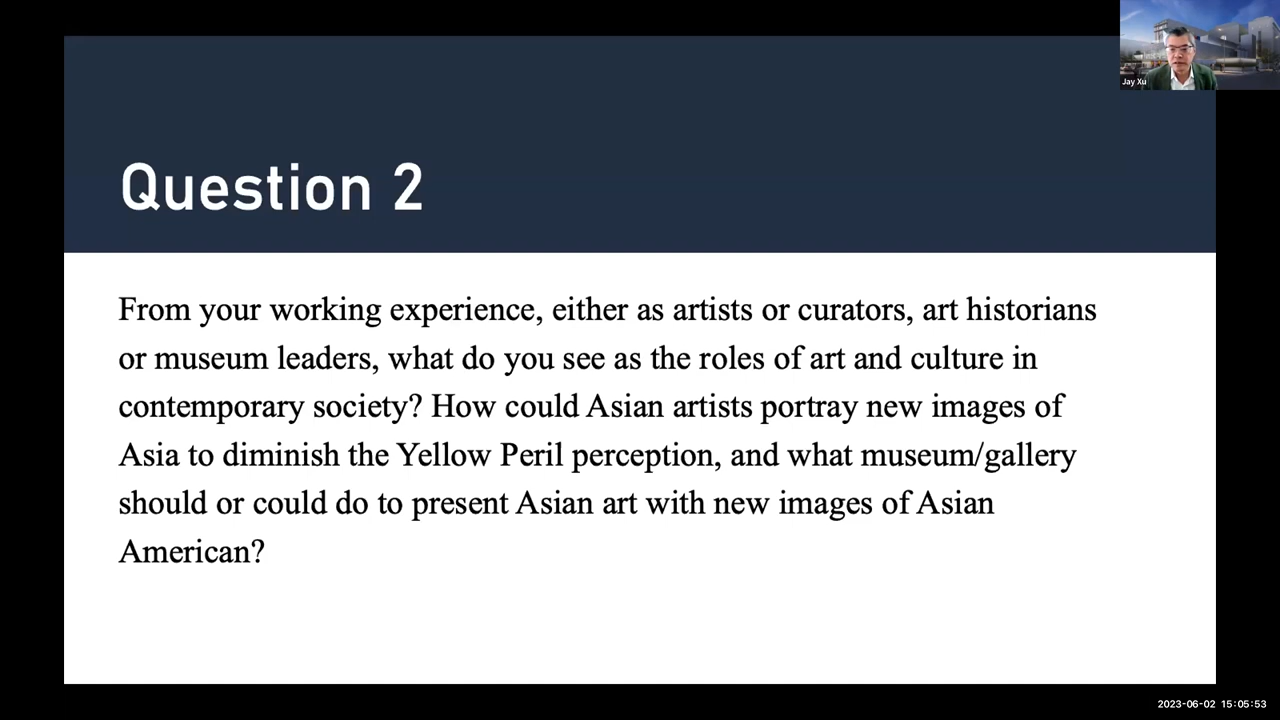 Jay Xu
Question 2
From your working experience, either as artists or curators, art historians
or museum leaders, what do you see as the roles of art and culture in
contemporary society? How could Asian artists portray new images of
Asia to diminish the Yellow Peril perception, and what museum/gallery
should or could do to present Asian art with new images of Asian
American?
2023-06-02 15:05:53